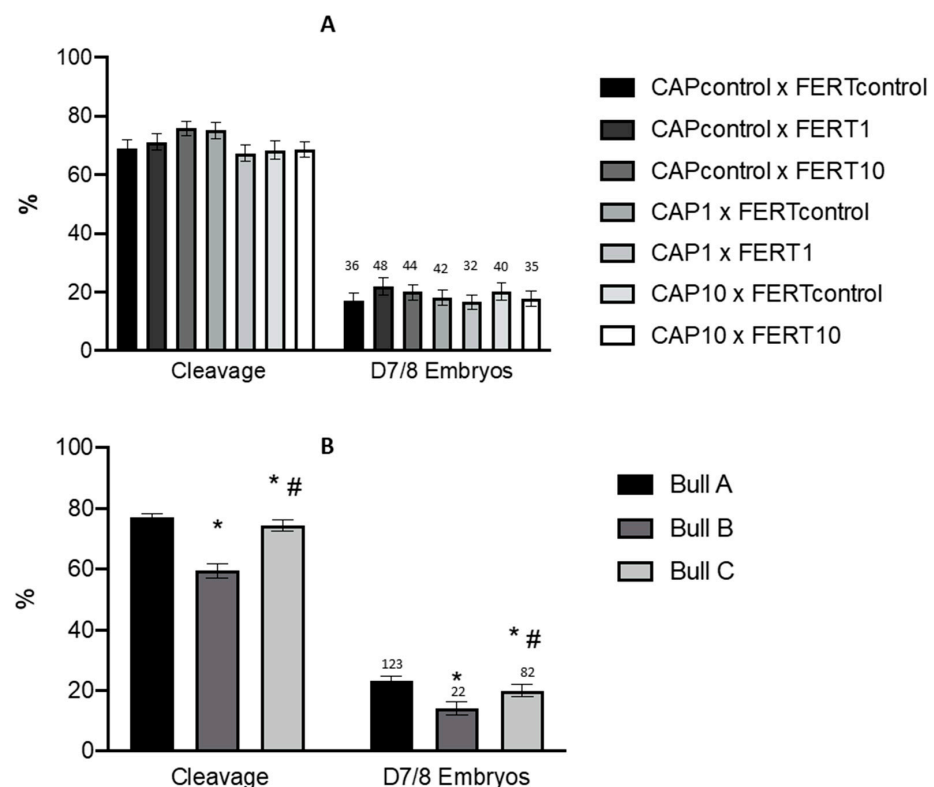 A
100
80
60
40
20
0
%
36 48 44 42 32 40 35
Cleavage D7/8 Embryos
CAPcontrol x FERTcontrol
CAPcontrol x FERT1
CAPcontrol x FERT10
CAP1 x FERTcontrol
CAP1 x FERT1
CAP10 x FERTcontrol
CAP10 x FERT10
B
100
80
60
40
20
0
%
*
* #
123
*
22
* #
82
Cleavage D7/8 Embryos
Bull A
Bull B
Bull C